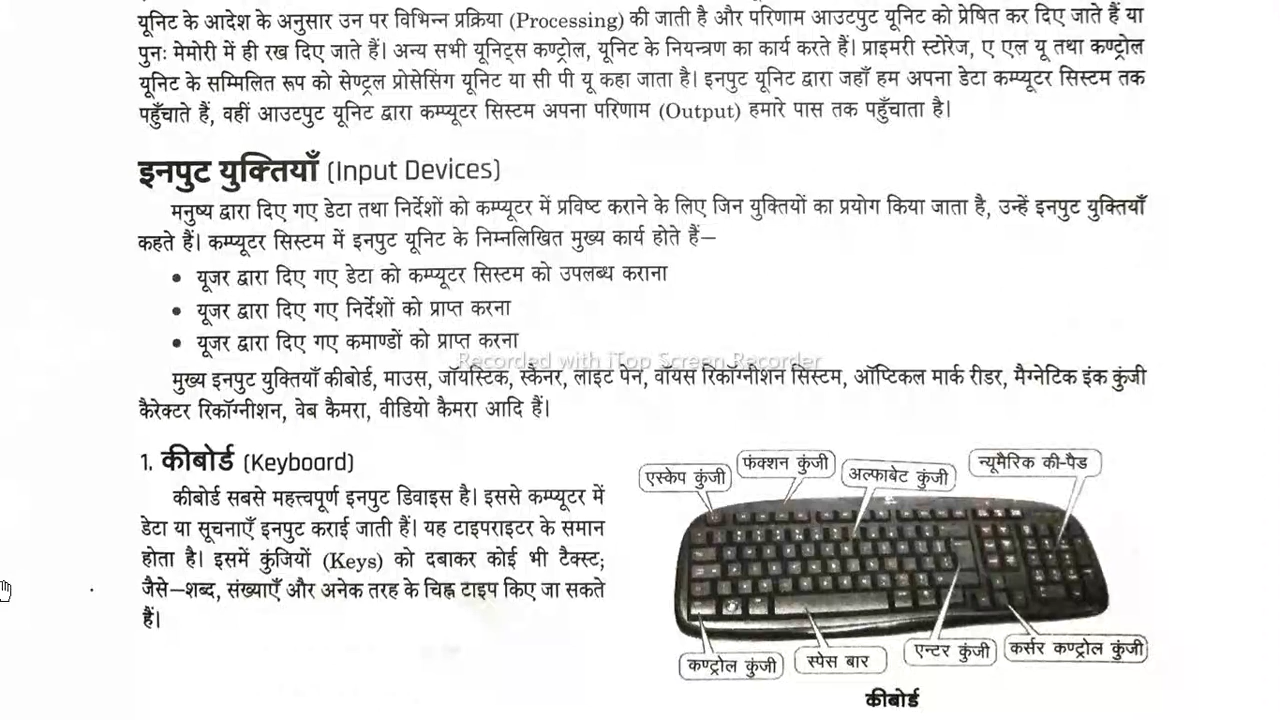 यूनिट के आदेश के अनुसार उन पर विभिन्न प्रक्रिया (Processing) की जाती है और परिणाम आउटपुट यूनिट को प्रेषित कर दिए जाते हैं या
पुनः मेमोरी में ही रख दिए जाते हैं। अन्य सभी यूनिट्स कण्ट्रोल, यूनिट के नियन्त्रण का कार्य करते हैं। प्राइमरी स्टोरेज, ए एल यू तथा कण्ट्रोल
यूनिट के सम्मिलित रूप को सेण्ट्रल प्रोसेसिंग यूनिट या सी पी यू कहा जाता है। इनपुट यूनिट द्वारा जहाँ हम अपना डेटा कम्प्यूटर सिस्टम तक
पहुँचाते हैं, वहीं आउटपुट यूनिट द्वारा कम्प्यूटर सिस्टम अपना परिणाम (Output) हमारे पास तक पहुँचाता है।
इनपुट युक्तियाँ (Input Devices)
मनुष्य द्वारा दिए गए डेटा तथा निर्देशों को कम्प्यूटर में प्रविष्ट कराने के लिए जिन युक्तियों का प्रयोग किया जाता है, उन्हें इनपुट युक्तियाँ
कहते हैं। कम्प्यूटर सिस्टम में इनपुट यूनिट के निम्नलिखित मुख्य कार्य होते हैं—
• यूजर द्वारा दिए गए डेटा को कम्प्यूटर सिस्टम को उपलब्ध कराना
• यूजर द्वारा दिए गए निर्देशों को प्राप्त करना
• यूजर द्वारा दिए गए कमाण्डों को प्राप्त करना
Recorded with iTop Screen Recorder
मुख्य इनपुट युक्तियाँ कीबोर्ड, माउस, जॉयस्टिक, स्कैनर, लाइट पेन, वॉयस रिकॉग्नीशन सिस्टम, ऑप्टिकल मार्क रीडर, मैग्नेटिक इंक कुंजी
कैरेक्टर रिकॉग्नीशन, वेब कैमरा, वीडियो कैमरा आदि हैं।
1. कीबोर्ड (Keyboard)
कीबोर्ड सबसे महत्त्वपूर्ण इनपुट डिवाइस है। इससे कम्प्यूटर में
डेटा या सूचनाएँ इनपुट कराई जाती हैं। यह टाइपराइटर के समान
होता है। इसमें कुंजियों (Keys) को दबाकर कोई भी टैक्स्ट;
जैसे—शब्द, संख्याएँ और अनेक तरह के चिह्न टाइप किए जा सकते
हैं।
एस्केप कुंजी
फंक्शन कुंजी
अल्फाबेट कुंजी
न्यूमैरिक की-पैड
कण्ट्रोल कुंजी
स्पेस बार
एन्टर कुंजी
कर्सर कण्ट्रोल कुंजी
कीबोर्ड